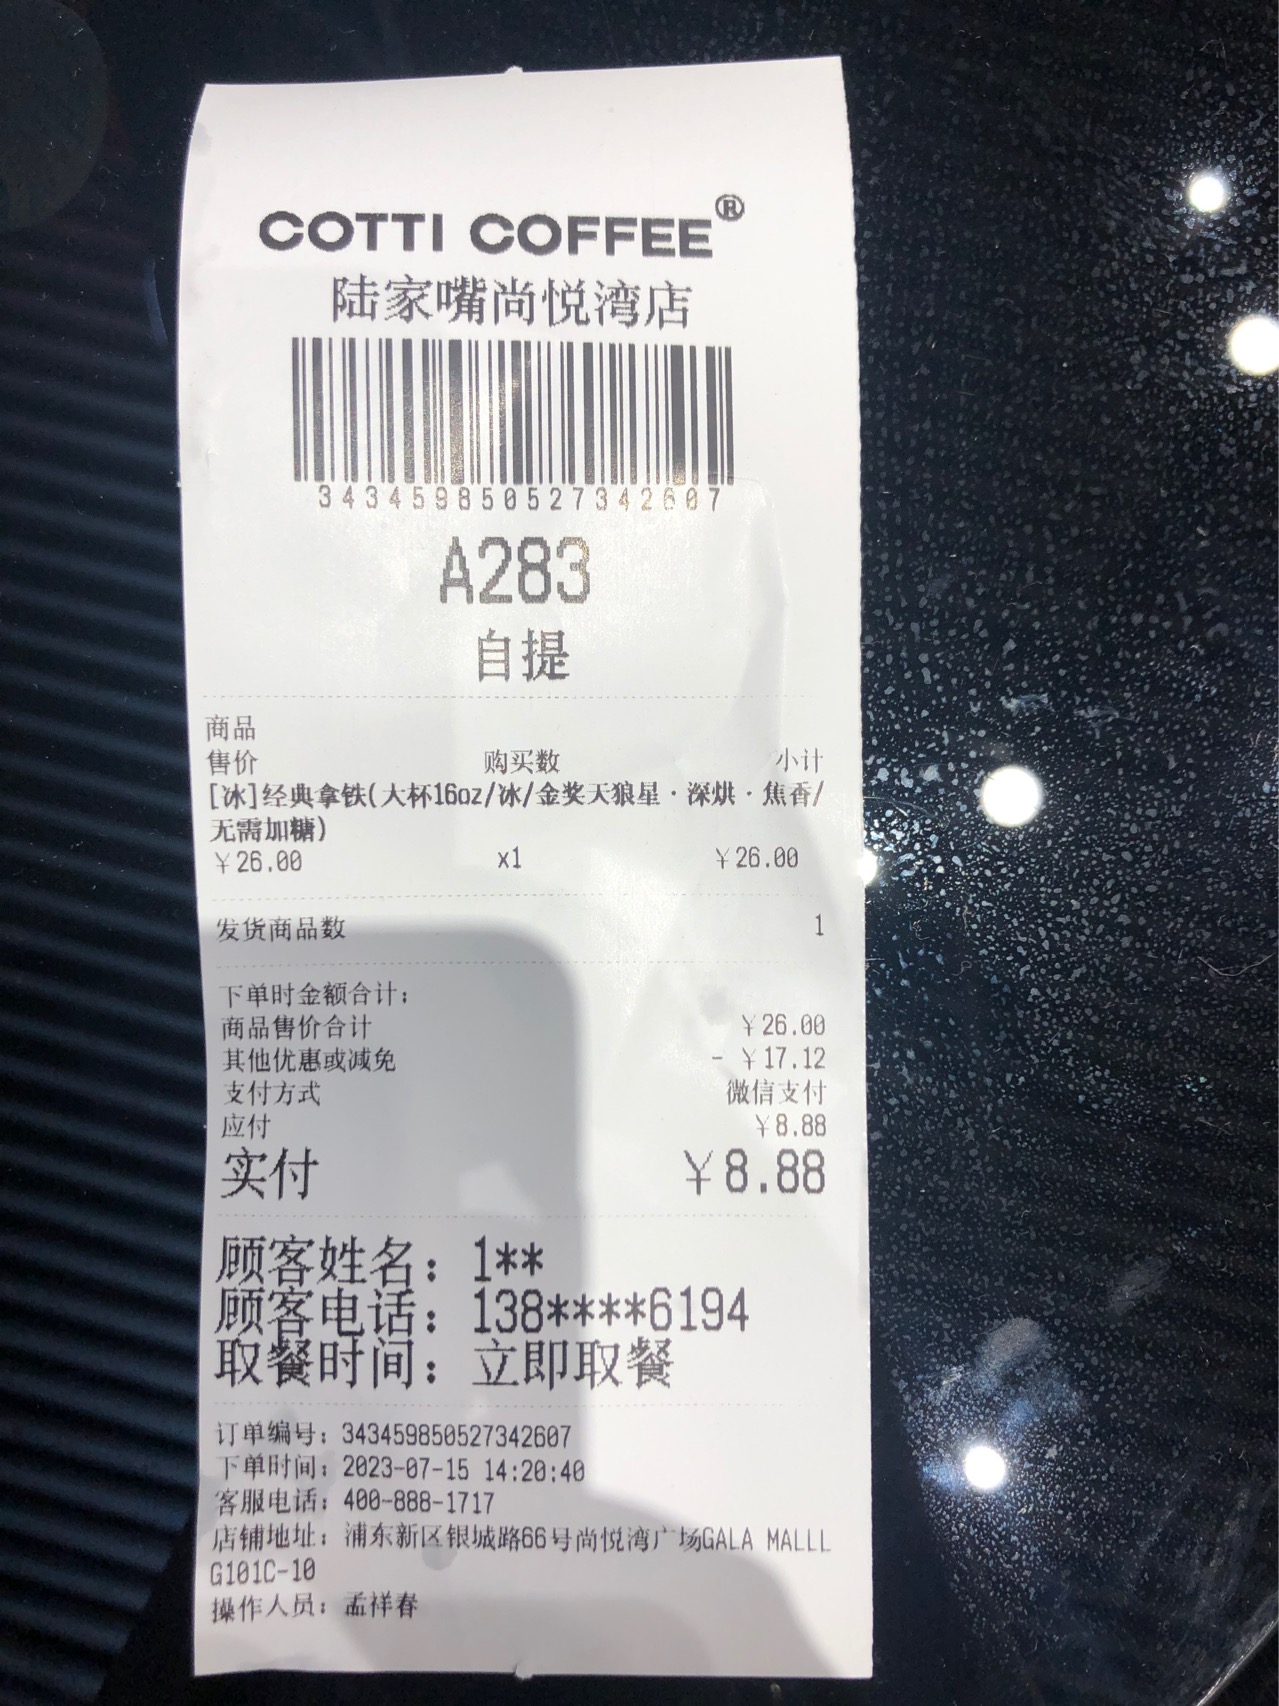 COTTI COFFEE®
陆家嘴尚悦湾店
3434598505273426​07
A283
自提
商品
售价 购买数 小计
[冰]经典拿铁(大杯16oz/冰/金奖天狼星·深烘·焦香/
无需加糖)
￥26.00 x1 ￥26.00
发货商品数 1
下单时金额合计:
商品售价合计 ￥26.00
其他优惠或减免 - ￥17.12
支付方式 微信支付
应付 ￥8.88
实付 ￥8.88
顾客姓名: 1**
顾客电话: 138****6194
取餐时间: 立即取餐
订单编号: 343459850527342607
下单时间: 2023-07-15 14:20:40
客服电话: 400-888-1717
店铺地址: 浦东新区银城路66号尚悦湾广场GALA MALLL
G101C-10
操作人员: 孟祥春